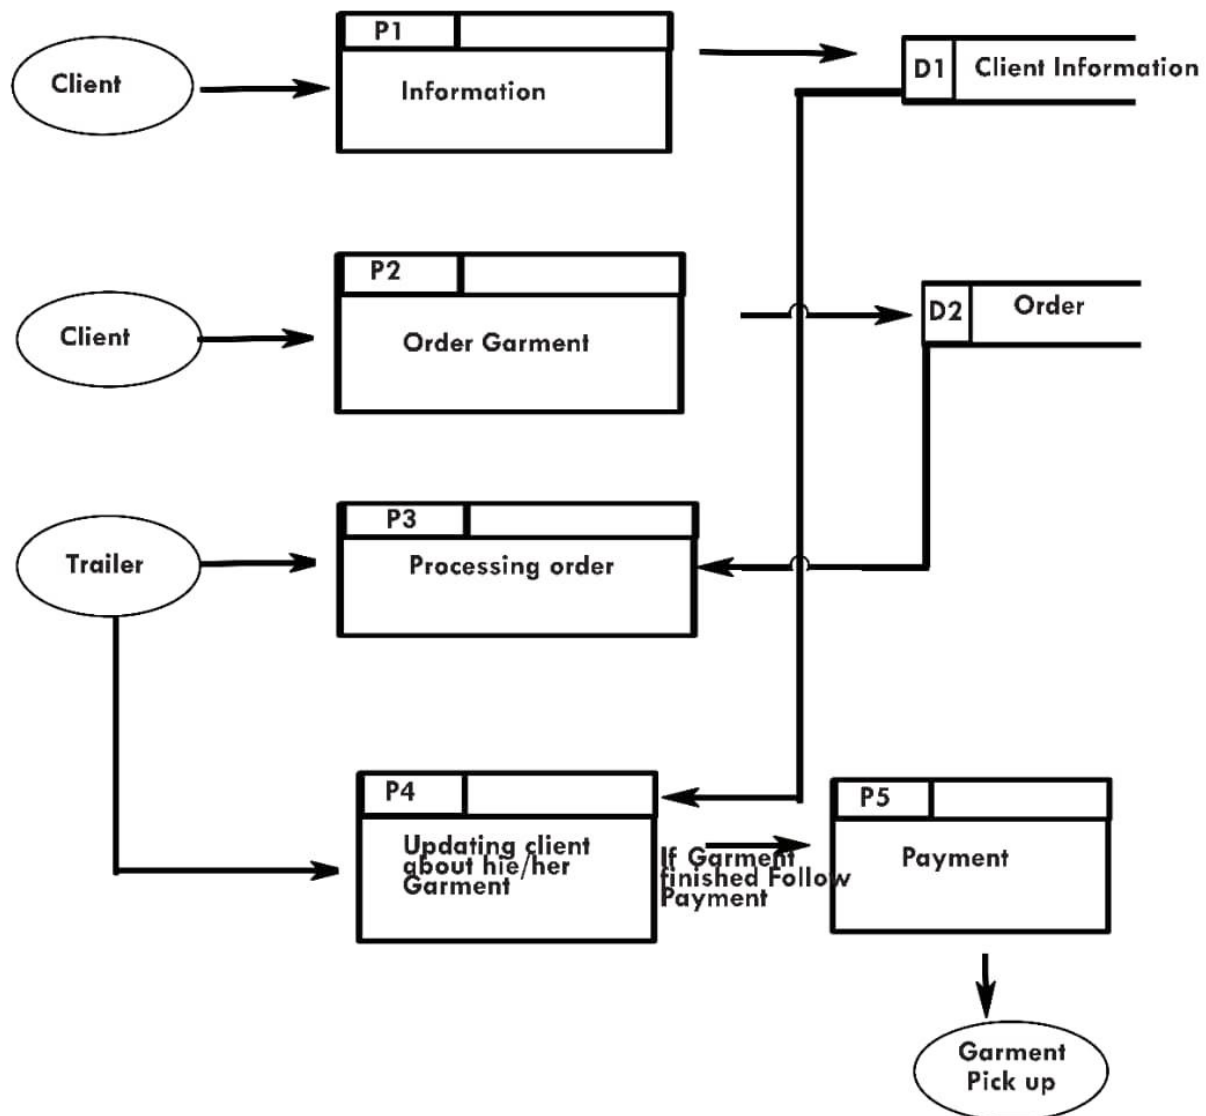 P1
Client
Information
D1
Client Information
P2
Client
Order Garment
D2
Order
P3
Trailer
Processing order
P4
Updating client
about hie/her
Garment
If Garment
finished Follow
Payment
P5
Payment
Garment
Pick up